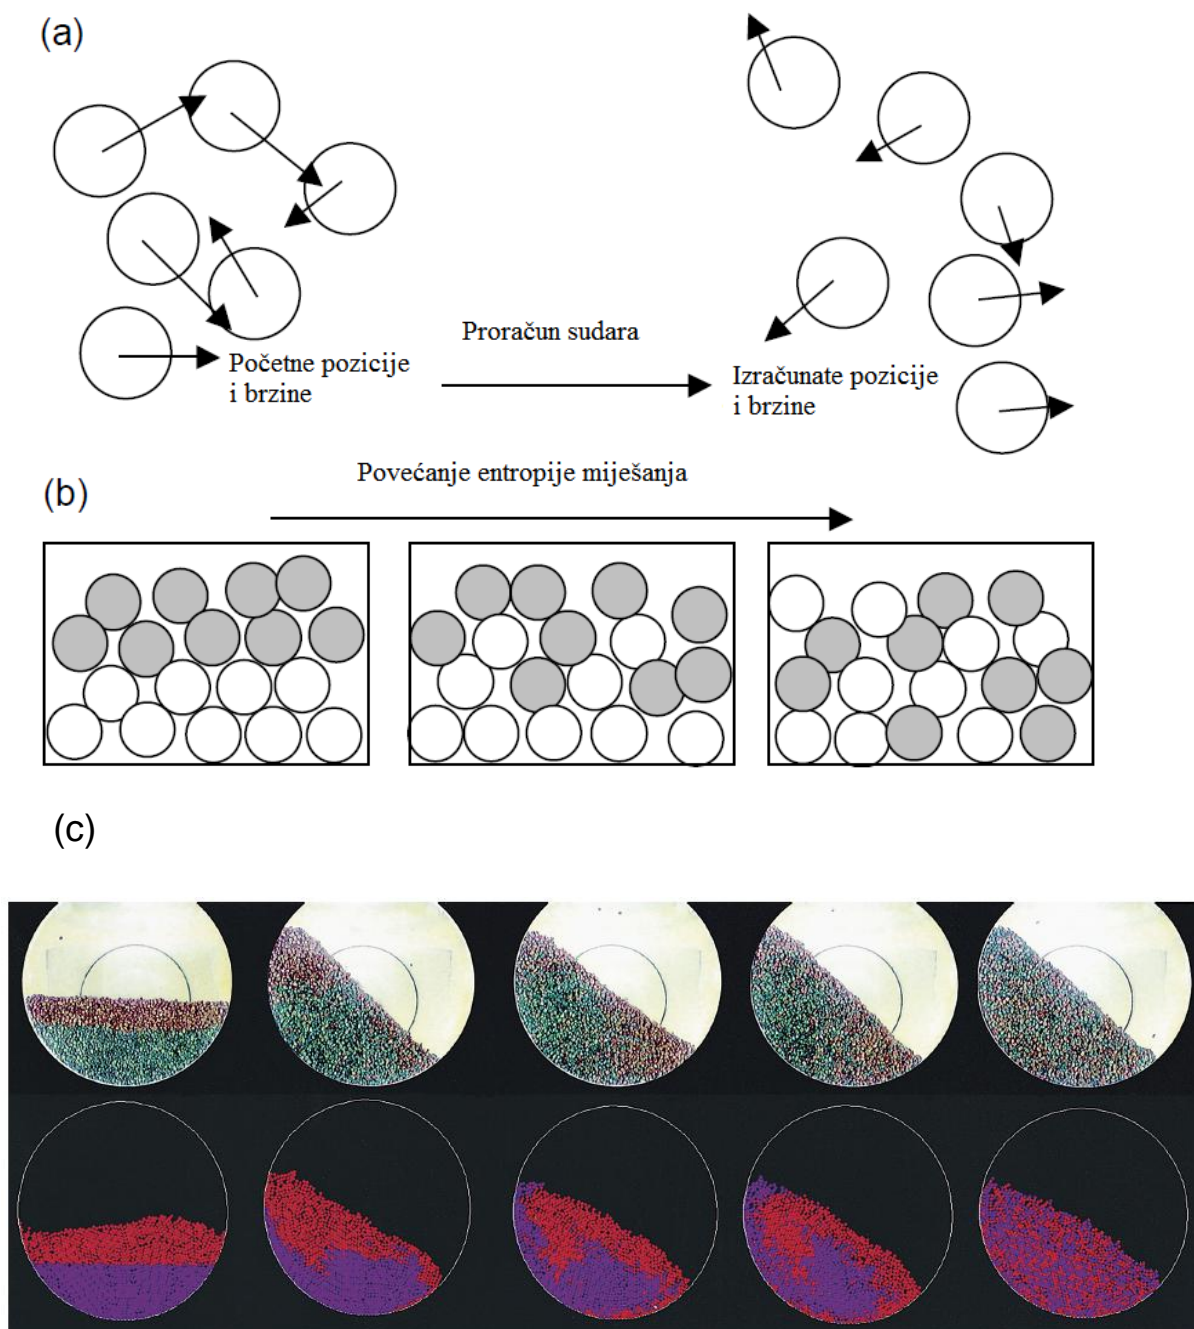 (a)
Početne pozicije
i brzine
Proračun sudara
Izračunate pozicije
i brzine
Povećanje entropije miješanja
(b)
(c)